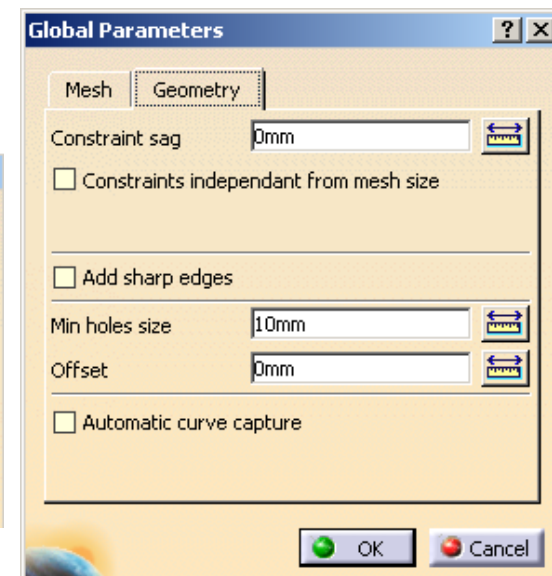 Global Parameters ? X
Mesh Geometry
Constraint sag 0mm
Constraints independant from mesh size
Add sharp edges
Min holes size 10mm
Offset 0mm
Automatic curve capture
OK Cancel